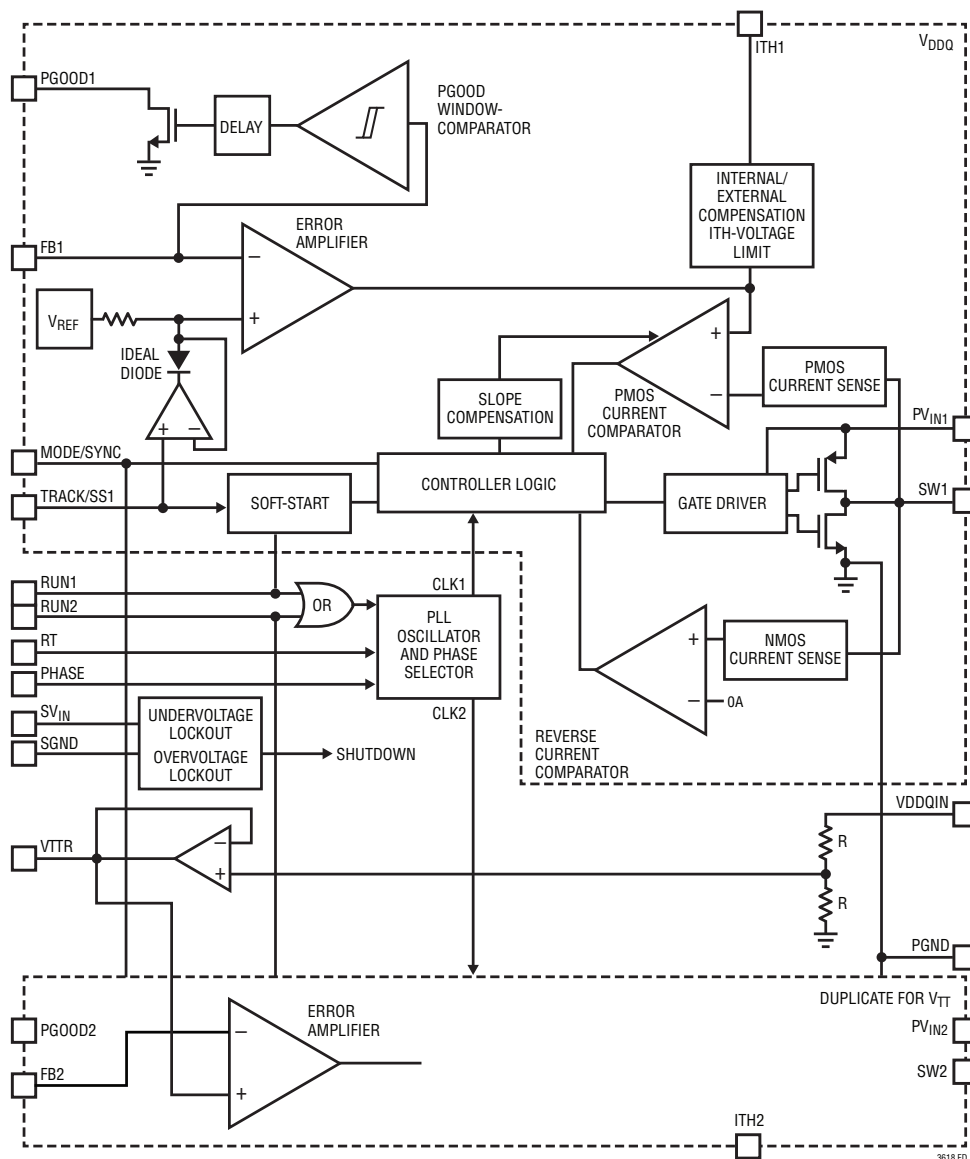 ITH1
VDDQ
PGOOD1
PGOOD
WINDOW-
COMPARATOR
DELAY
INTERNAL/
EXTERNAL
COMPENSATION
ITH-VOLTAGE
LIMIT
ERROR
AMPLIFIER
FB1
−
+
VREF
IDEAL
DIODE
+ −
SLOPE
COMPENSATION
+
−
PMOS
CURRENT
COMPARATOR
PMOS
CURRENT SENSE
PVIN1
MODE/SYNC
CONTROLLER LOGIC
TRACK/SS1
SOFT-START
GATE DRIVER
SW1
RUN1
RUN2
OR
CLK1
PLL
OSCILLATOR
AND PHASE
SELECTOR
CLK2
RT
PHASE
+
−
0A
NMOS
CURRENT SENSE
SVIN
SGND
UNDERVOLTAGE
LOCKOUT
OVERVOLTAGE
LOCKOUT
SHUTDOWN
REVERSE
CURRENT
COMPARATOR
VDDQIN
VTTR
−
+
R
R
PGND
DUPLICATE FOR VTT
PGOOD2
ERROR
AMPLIFIER
−
+
PVIN2
FB2
SW2
ITH2
3618 FD